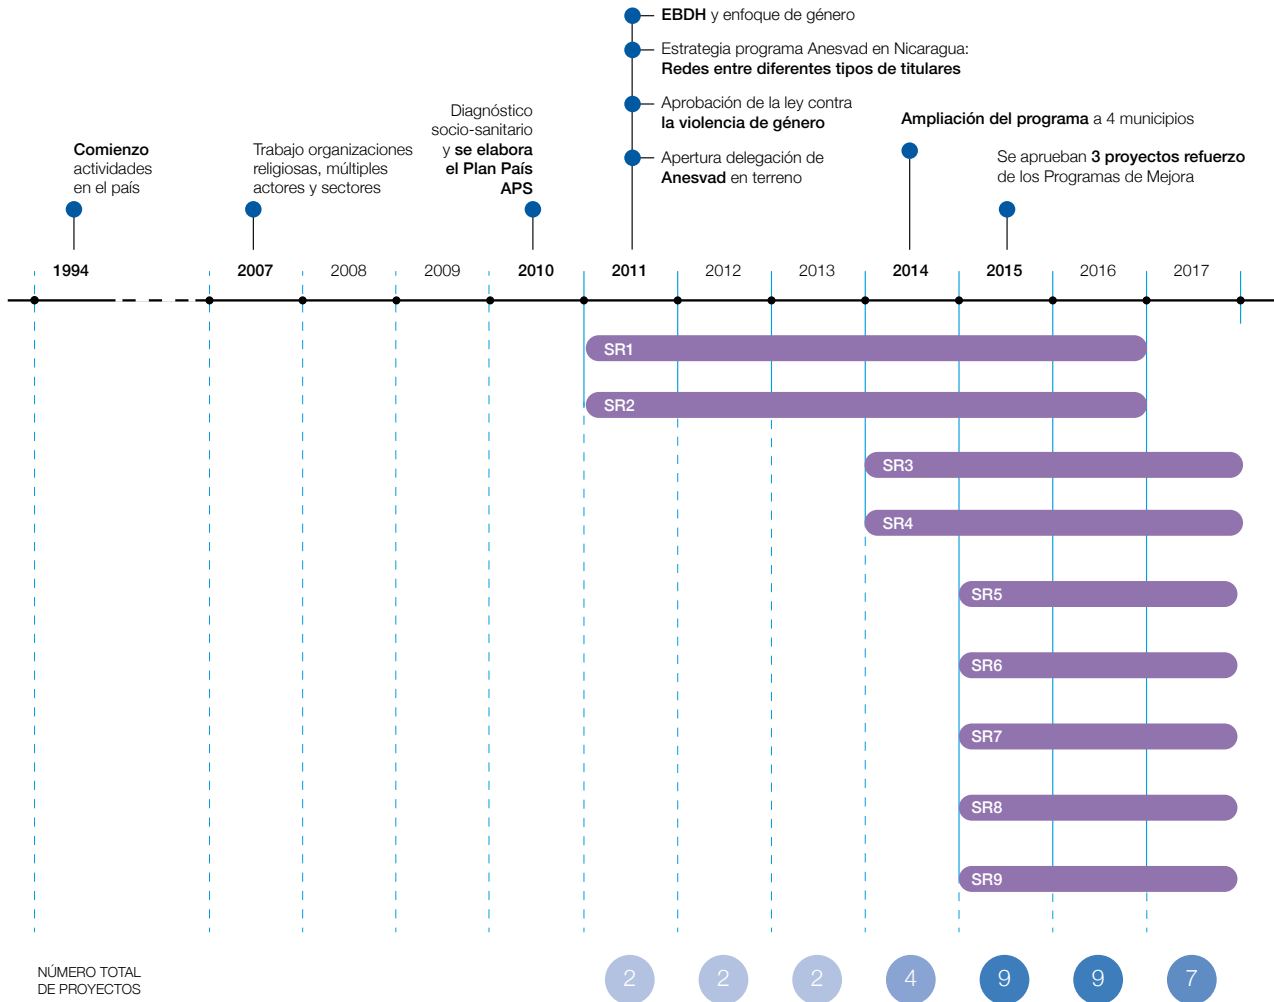 EBDH y enfoque de género
Estrategia programa Anesvad en Nicaragua:
Redes entre diferentes tipos de titulares
Aprobación de la ley contra
la violencia de género
Apertura delegación de
Anesvad en terreno
Comienzo
actividades
en el país
Trabajo organizaciones
religiosas, múltiples
actores y sectores
Diagnóstico
socio-sanitario
y se elabora
el Plan País
APS
Ampliación del programa a 4 municipios
Se aprueban 3 proyectos refuerzo
de los Programas de Mejora
1994 2007 2008 2009 2010 2011 2012 2013 2014 2015 2016 2017
SR1
SR2
SR3
SR4
SR5
SR6
SR7
SR8
SR9
NÚMERO TOTAL
DE PROYECTOS
2 2 2 4 9 9 7